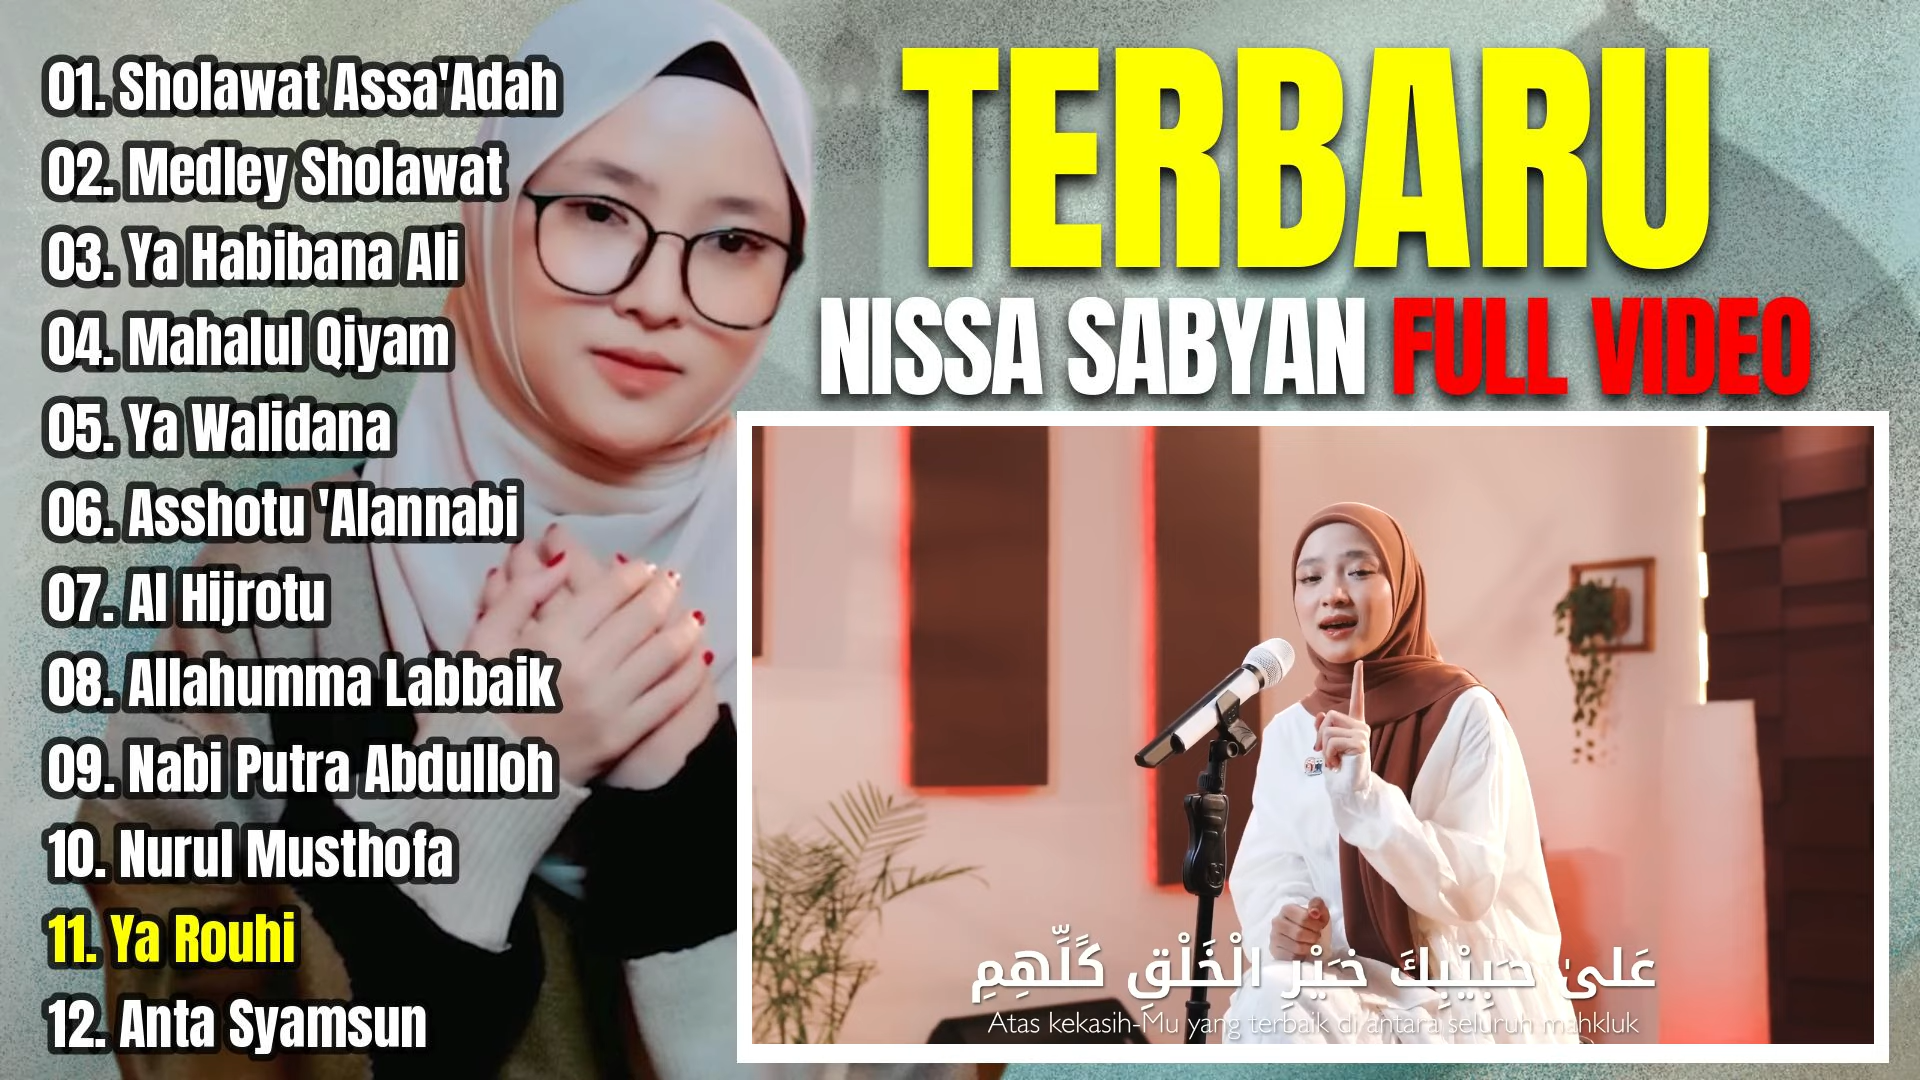 01. Sholawat Assa'Adah
02. Medley Sholawat
03. Ya Habibana Ali
04. Mahalul Qiyam
05. Ya Walidana
06. Asshotu 'Alannabi
07. Al Hijrotu
08. Allahumma Labbaik
09. Nabi Putra Abdulloh
10. Nurul Musthofa
11. Ya Rouhi
12. Anta Syamsun
TERBARU
NISSA SABYAN FULL VIDEO
عَلىٰ حَبِيْبِكَ خَيْرِ الْخَلْقِ كُلِّهِمِ
Atas kekasih-Mu yang terbaik di antara seluruh mahkluk